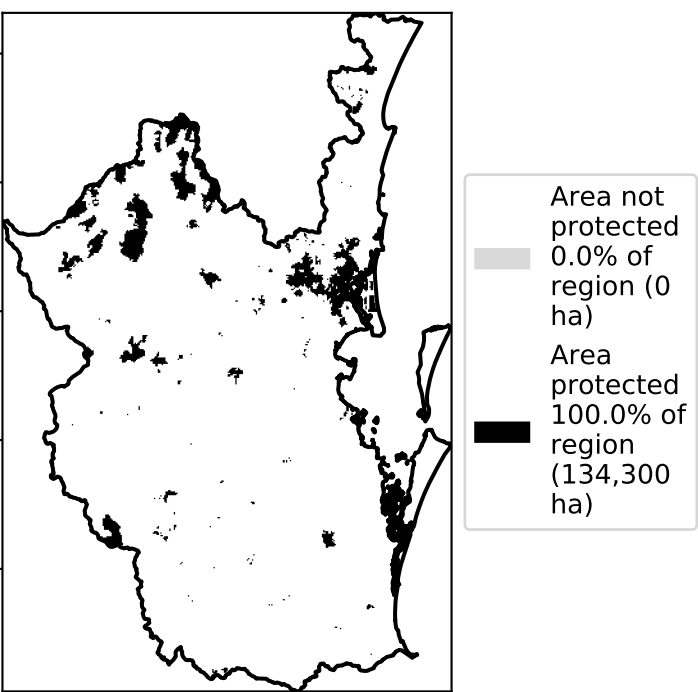 Area not
protected
0.0% of
region (0
ha)
Area
protected
100.0% of
region
(134,300
ha)